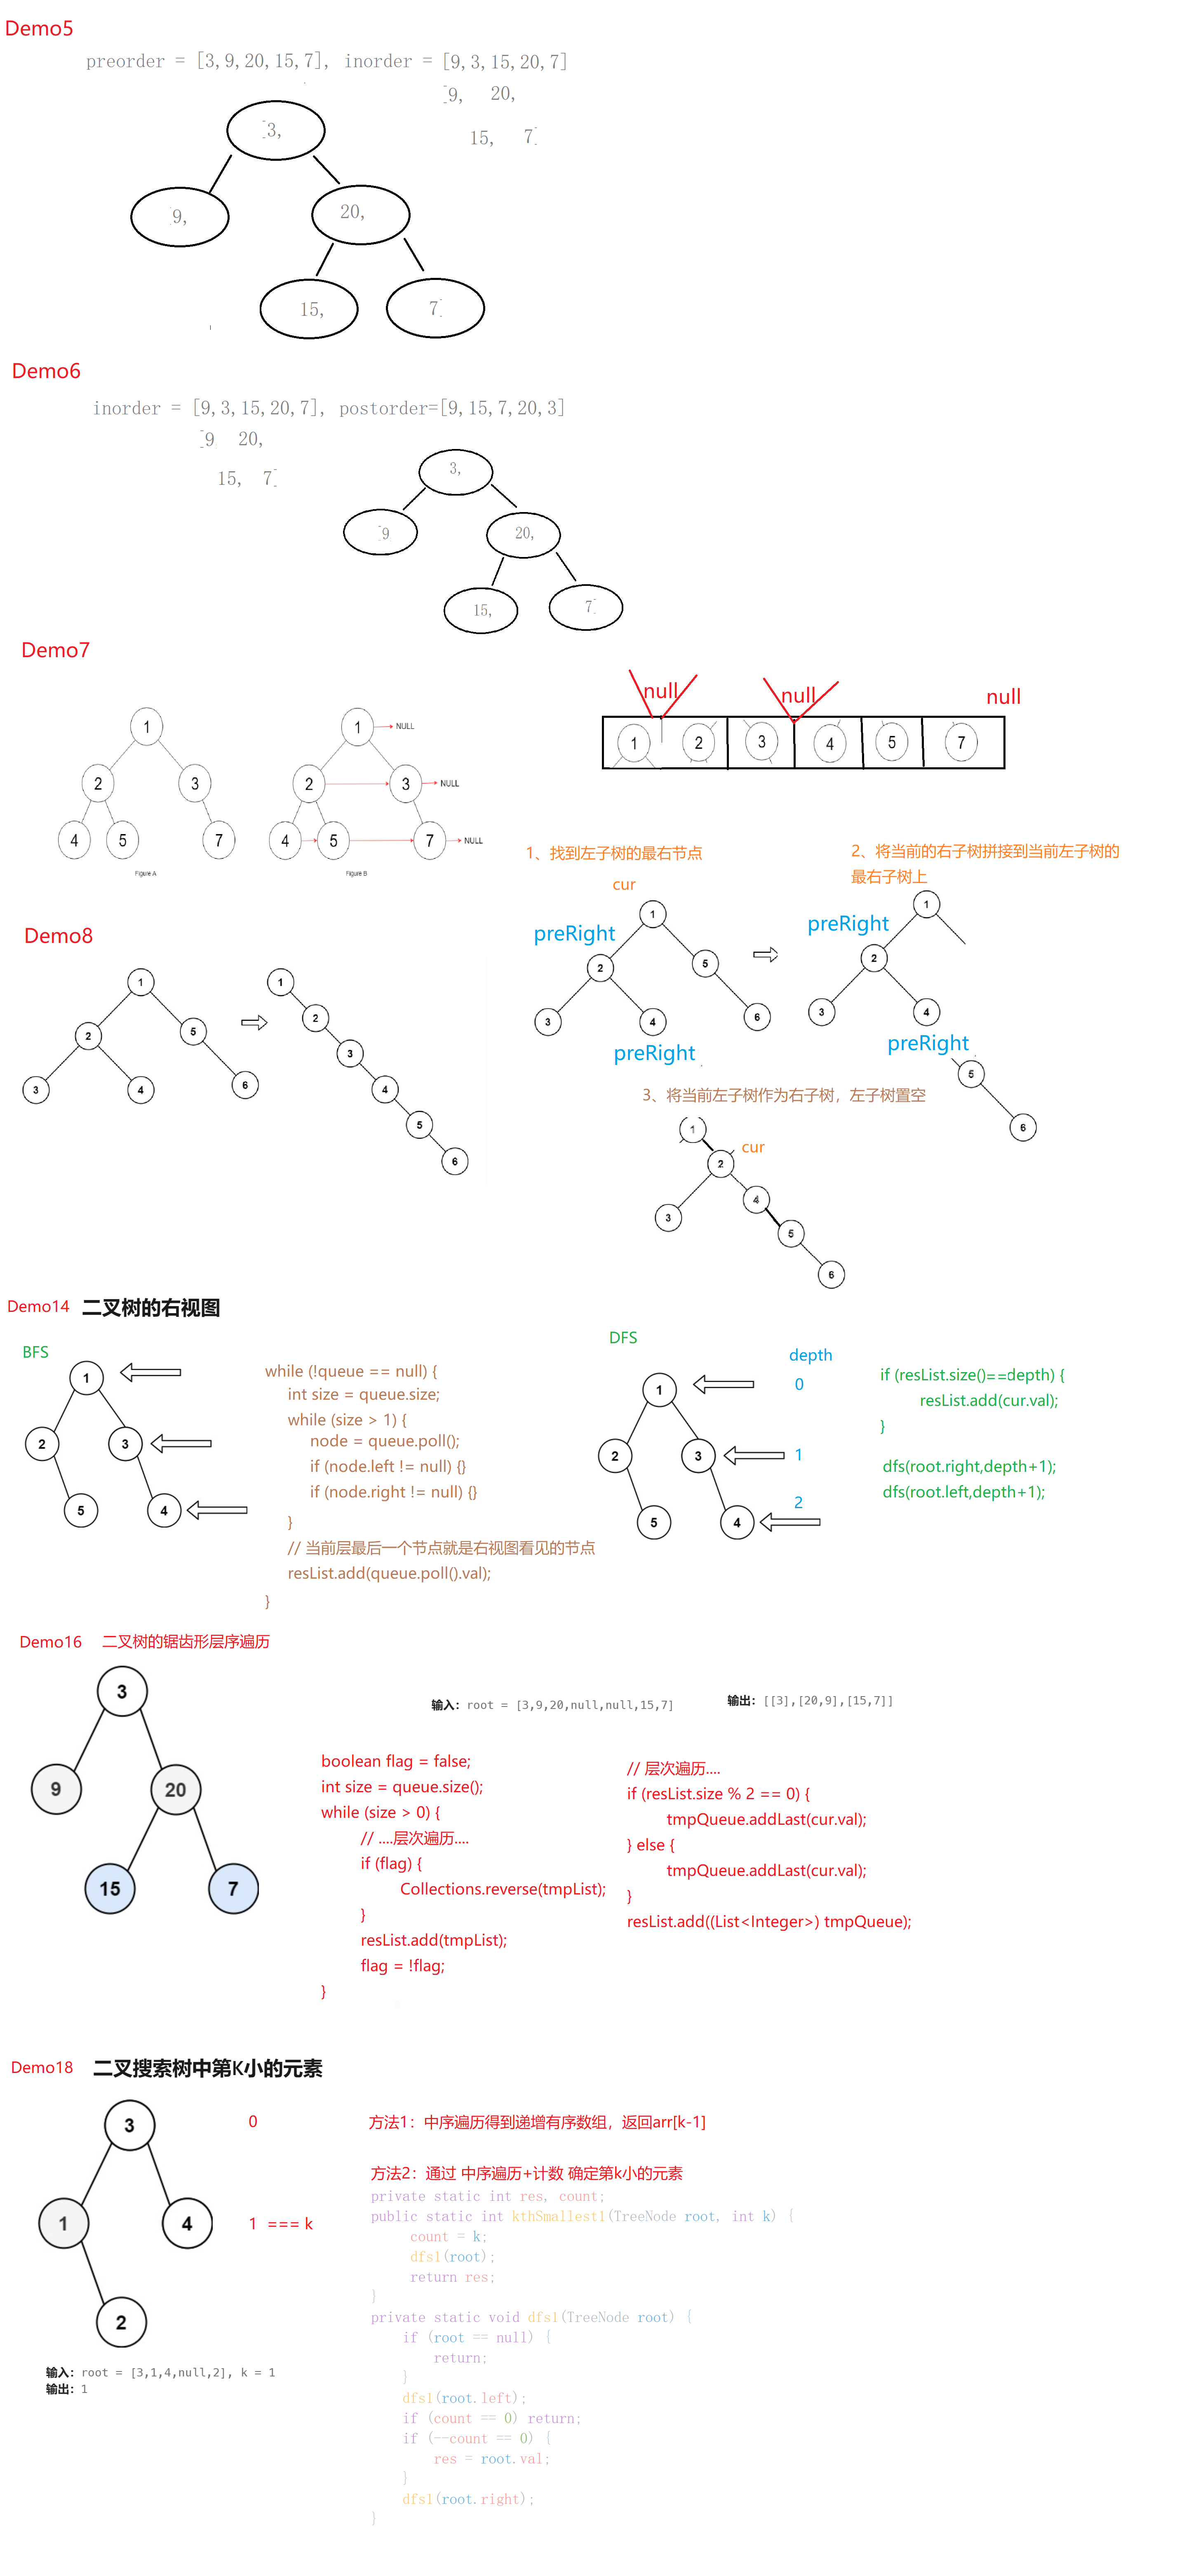 Demo5
preorder = [3,9,20,15,7], inorder = [9,3,15,20,7]
[9, 20,
15, 7]
[3,
9, 20,
15, 7]
Demo6
inorder = [9,3,15,20,7], postorder=[9,15,7,20,3]
[9 20,
15, 7]
3,
[9 20,
15, 7]
Demo7
null null null
1 2 3 4 5 7
1
2 3
4 5 7
Figure A
1 NULL
2 3 NULL
4 5 7 NULL
Figure B
Demo8
1
2 5
3 4 6
1
2
3
4
5
6
1、找到左子树的最右节点
cur
preRight
1
2 5
3 4 6
preRight
2、将当前的右子树拼接到当前左子树的
最右子树上
preRight
1
2
3 4
preRight
5
6
3、将当前左子树作为右子树，左子树置空
1
cur
2
3 4
5
6
Demo14 二叉树的右视图
BFS
1
2 3
5 4
while (!queue == null) {
int size = queue.size;
while (size > 1) {
node = queue.poll();
if (node.left != null) {}
if (node.right != null) {}
}
// 当前层最后一个节点就是右视图看见的节点
resList.add(queue.poll().val);
}
DFS
depth
1 0
2 3 1
5 4 2
if (resList.size()==depth) {
resList.add(cur.val);
}
dfs(root.right,depth+1);
dfs(root.left,depth+1);
Demo16 二叉树的锯齿形层序遍历
3
9 20
15 7
输入：root = [3,9,20,null,null,15,7]
输出：[[3],[20,9],[15,7]]
boolean flag = false;
int size = queue.size();
while (size > 0) {
// ....层次遍历....
if (flag) {
Collections.reverse(tmpList);
}
resList.add(tmpList);
flag = !flag;
}
// 层次遍历....
if (resList.size % 2 == 0) {
tmpQueue.addLast(cur.val);
} else {
tmpQueue.addLast(cur.val);
}
resList.add((List<Integer>) tmpQueue);
Demo18 二叉搜索树中第K小的元素
3 0
1 4 1 === k
2
输入：root = [3,1,4,null,2], k = 1
输出：1
方法1：中序遍历得到递增有序数组，返回arr[k-1]
方法2：通过 中序遍历+计数 确定第k小的元素
private static int res, count;
public static int kthSmallest1(TreeNode root, int k) {
count = k;
dfs1(root);
return res;
}
private static void dfs1(TreeNode root) {
if (root == null) {
return;
}
dfs1(root.left);
if (count == 0) return;
if (--count == 0) {
res = root.val;
}
dfs1(root.right);
}